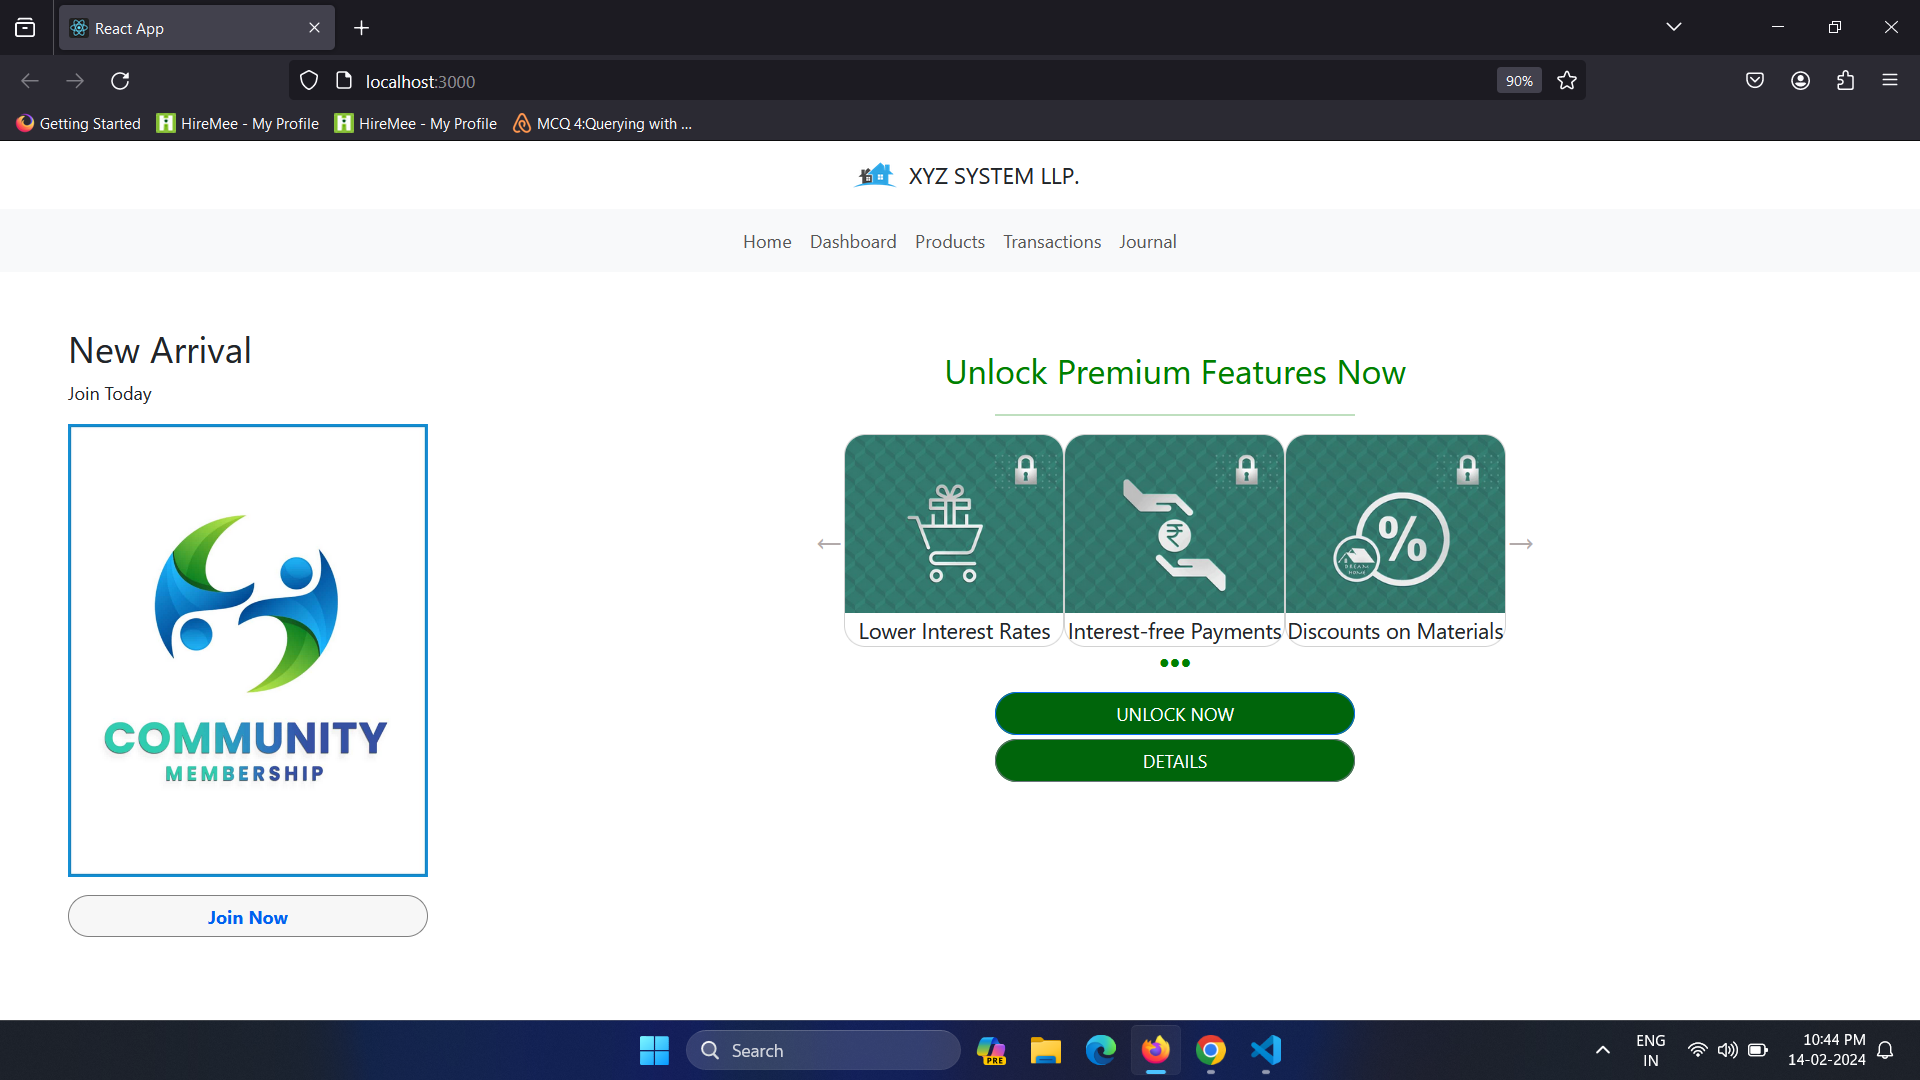 React App
localhost:3000
90%
Getting Started
HireMee - My Profile
HireMee - My Profile
MCQ 4:Querying with ...
XYZ SYSTEM LLP.
Home Dashboard Products Transactions Journal
New Arrival
Join Today
COMMUNITY
MEMBERSHIP
Join Now
Unlock Premium Features Now
DREAM
HOME
%
₹
Lower Interest Rates
Interest-free Payments
Discounts on Materials
UNLOCK NOW
DETAILS
Search
PRE
ENG
IN
10:44 PM
14-02-2024